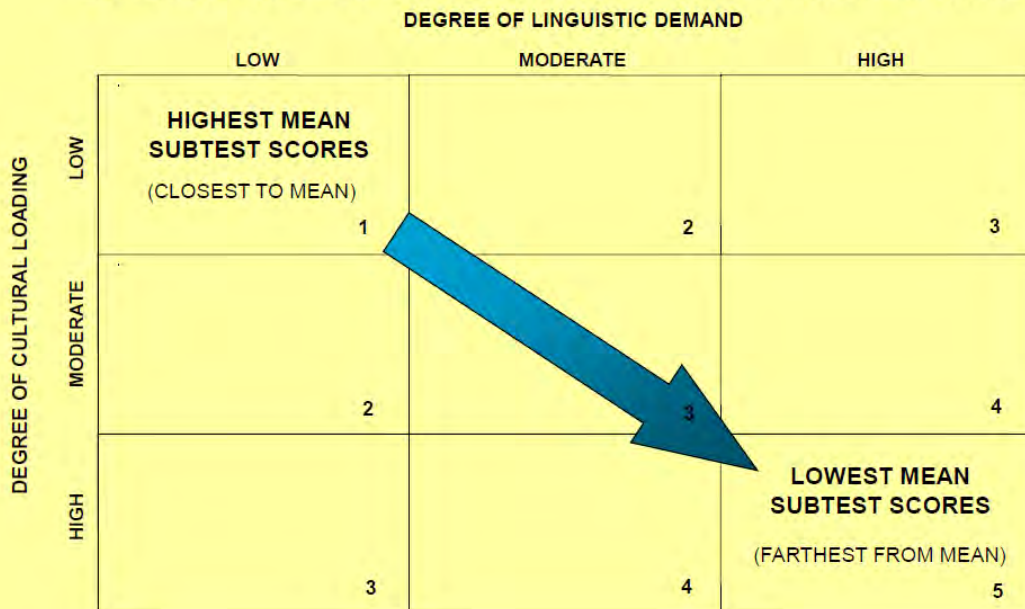 DEGREE OF LINGUISTIC DEMAND
LOW MODERATE HIGH
DEGREE OF CULTURAL LOADING
LOW
HIGHEST MEAN
SUBTEST SCORES
(CLOSEST TO MEAN)
1 2 3
MODERATE
2 3 4
HIGH
LOWEST MEAN
SUBTEST SCORES
(FARTHEST FROM MEAN)
3 4 5